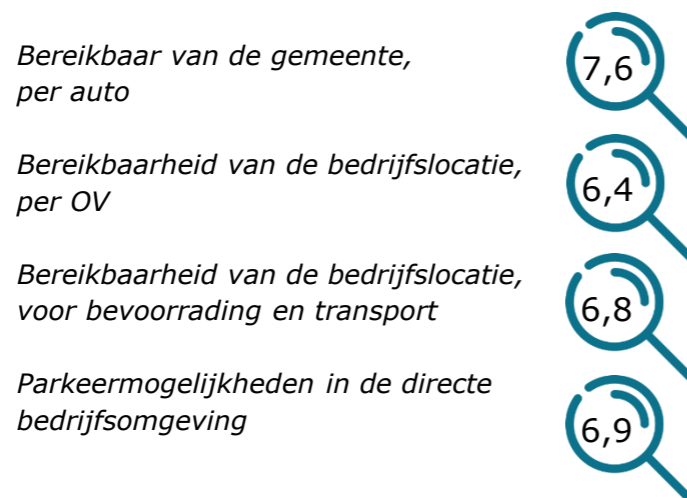 Bereikbaar van de gemeente,
per auto
7,6
Bereikbaarheid van de bedrijfslocatie,
per OV
6,4
Bereikbaarheid van de bedrijfslocatie,
voor bevoorrading en transport
6,8
Parkeermogelijkheden in de directe
bedrijfsomgeving
6,9